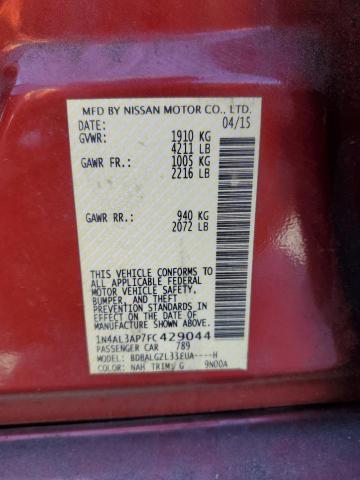 MFD BY NISSAN MOTOR CO., LTD.
DATE: 04/15
GVWR: 1910 KG
4211 LB
GAWR FR: 1005 KG
2216 LB
GAWR RR: 940 KG
2072 LB
THIS VEHICLE CONFORMS TO
ALL APPLICABLE FEDERAL
MOTOR VEHICLE SAFETY,
BUMPER, AND THEFT
PREVENTION STANDARDS IN
EFFECT ON THE DATE OF
MANUFACTURE SHOWN ABOVE.
1N4AL3AP7FC429044
PASSENGER CAR 789
MODEL: BDBALGZL33EUA----H
COLOR: NAH TRIM: G 9N00A